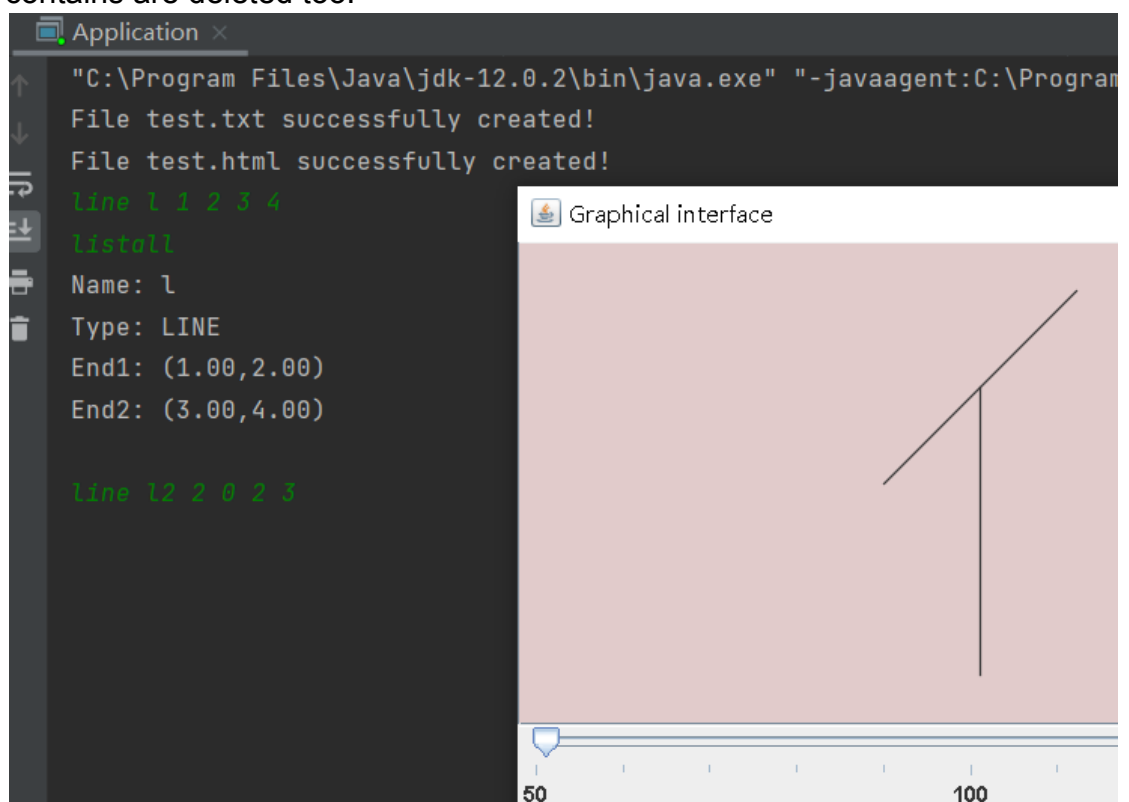 contains are deleted too.
Application ×
"C:\Program Files\Java\jdk-12.0.2\bin\java.exe" "-javaagent:C:\Program
File test.txt successfully created!
File test.html successfully created!
line l 1 2 3 4
listall
Name: l
Type: LINE
End1: (1.00,2.00)
End2: (3.00,4.00)
line l2 2 0 2 3
Graphical interface
50 100